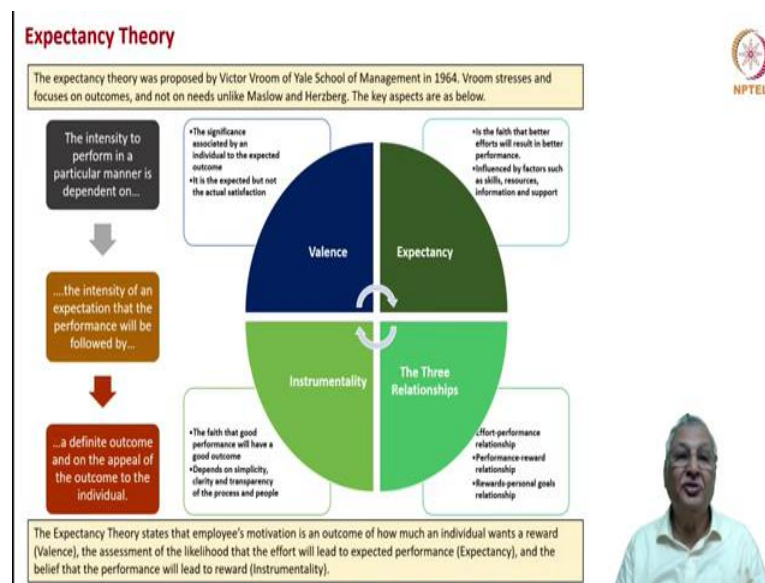 Expectancy Theory
The expectancy theory was proposed by Victor Vroom of Yale School of Management in 1964. Vroom stresses and
focuses on outcomes, and not on needs unlike Maslow and Herzberg. The key aspects are as below.
NPTEL
The intensity to
perform in a
particular manner is
dependent on...
....the intensity of an
expectation that the
performance will be
followed by...
...a definite outcome
and on the appeal of
the outcome to the
individual.
•The significance
associated by an
individual to the expected
outcome
•It is the expected but not
the actual satisfaction
Valence
•Is the faith that better
efforts will result in better
performance.
•Influenced by factors such
as skills, resources,
information and support
Expectancy
Instrumentality
•The faith that good
performance will have a
good outcome
•Depends on simplicity,
clarity and transparency
of the process and people
The Three
Relationships
Effort-performance
relationship
•Performance-reward
relationship
•Rewards-personal goals
relationship
The Expectancy Theory states that employee's motivation is an outcome of how much an individual wants a reward
(Valence), the assessment of the likelihood that the effort will lead to expected performance (Expectancy), and the
belief that the performance will lead to reward (Instrumentality).